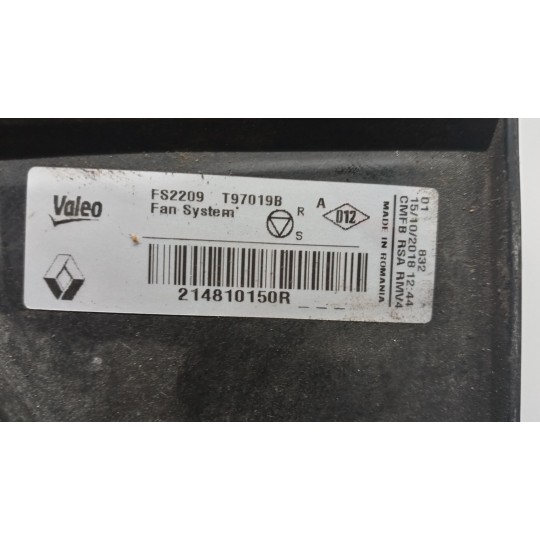 Valeo
FS2209 T97019B
Fan System
R
S
A
D12
214810150R
01 832
15/10/2018 12:44
CMFB RSA RMV4
MADE IN ROMANIA